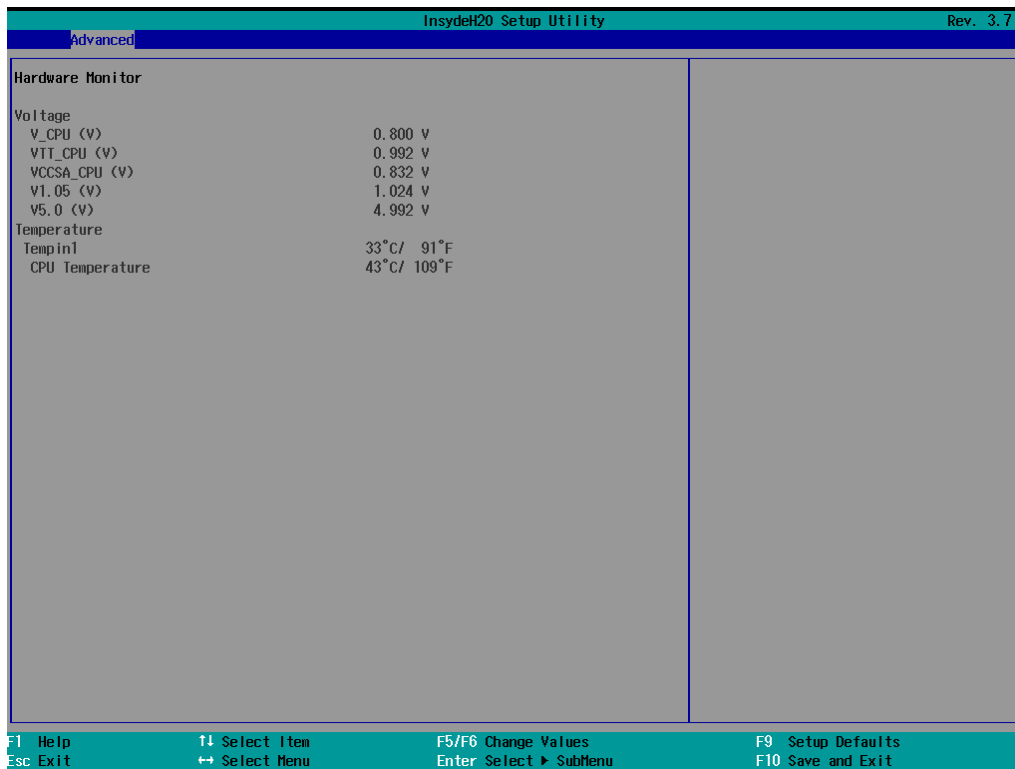 InsydeH2O Setup Utility Rev. 3.7
Advanced
Hardware Monitor
Voltage
V_CPU (V) 0.800 V
VTT_CPU (V) 0.992 V
VCCSA_CPU (V) 0.832 V
V1.05 (V) 1.024 V
V5.0 (V) 4.992 V
Temperature
Tempin1 33°C/ 91°F
CPU Temperature 43°C/ 109°F
F1 Help ↑↓ Select Item F5/F6 Change Values F9 Setup Defaults
Esc Exit ↔ Select Menu Enter Select ▶ SubMenu F10 Save and Exit